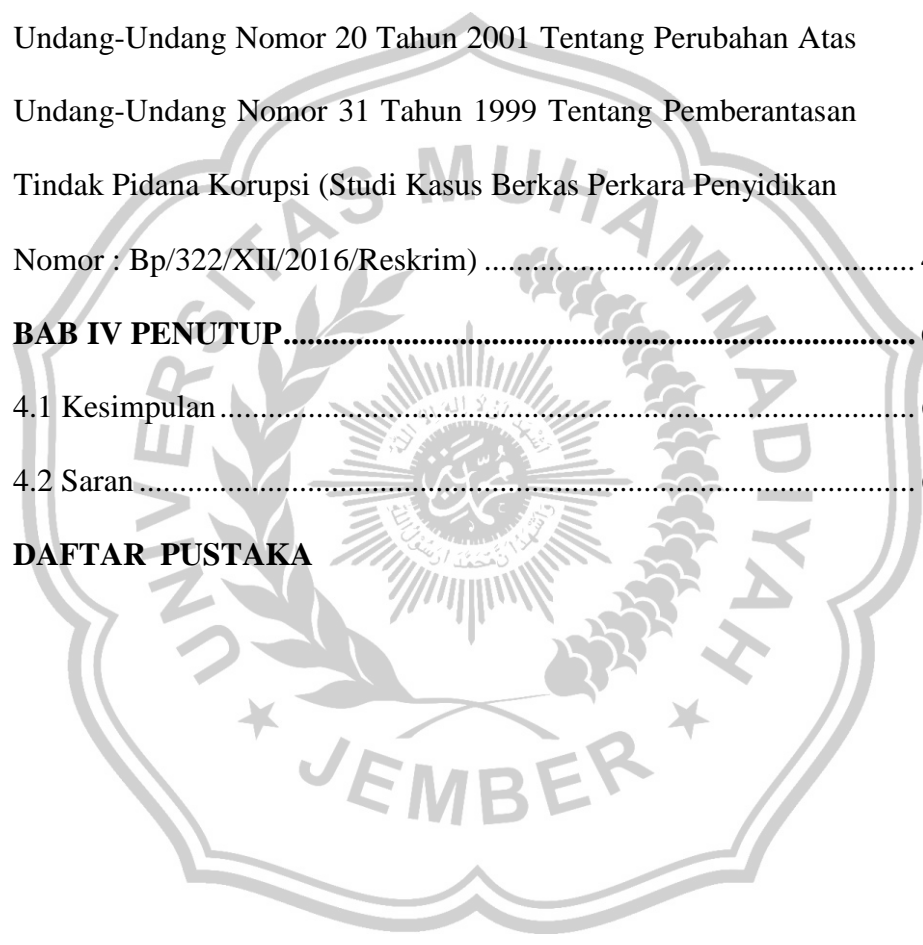 Undang-Undang Nomor 20 Tahun 2001 Tentang Perubahan Atas
Undang-Undang Nomor 31 Tahun 1999 Tentang Pemberantasan
Tindak Pidana Korupsi (Studi Kasus Berkas Perkara Penyidikan
Nomor : Bp/322/XII/2016/Reskrim) ......................................................
BAB IV PENUTUP...............................................................................
4.1 Kesimpulan .......................................................................................
4.2 Saran .................................................................................................
DAFTAR PUSTAKA
UNIVERSITAS MUHAMMADIYAH
JEMBER